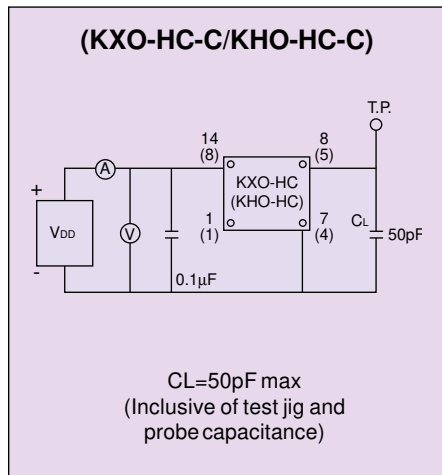 (KXO-HC-C/KHO-HC-C)
T.P.
14
(8)
8
(5)
A
+
KXO-HC
(KHO-HC)
VDD
V
1
(1)
7
(4)
CL
50pF
-
0.1µF
CL=50pF max
(Inclusive of test jig and
probe capacitance)